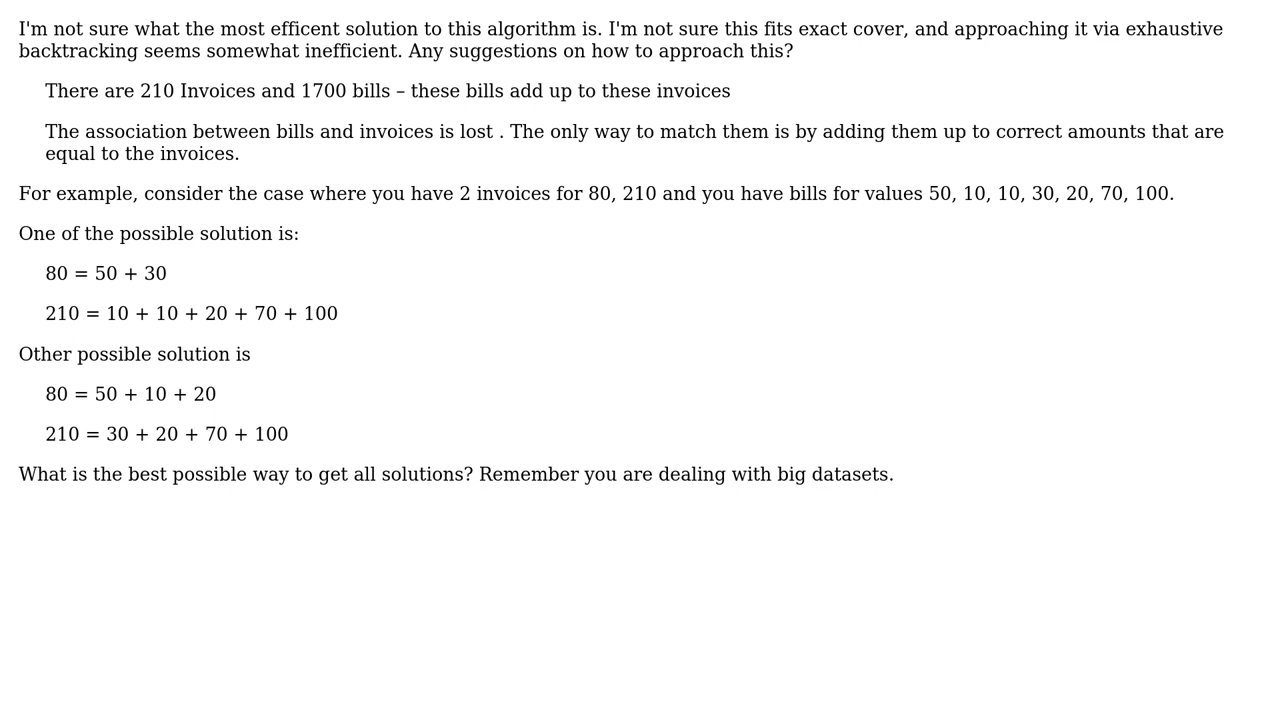 I'm not sure what the most efficent solution to this algorithm is. I'm not sure this fits exact cover, and approaching it via exhaustive
backtracking seems somewhat inefficient. Any suggestions on how to approach this?
There are 210 Invoices and 1700 bills – these bills add up to these invoices
The association between bills and invoices is lost . The only way to match them is by adding them up to correct amounts that are
equal to the invoices.
For example, consider the case where you have 2 invoices for 80, 210 and you have bills for values 50, 10, 10, 30, 20, 70, 100.
One of the possible solution is:
80 = 50 + 30
210 = 10 + 10 + 20 + 70 + 100
Other possible solution is
80 = 50 + 10 + 20
210 = 30 + 20 + 70 + 100
What is the best possible way to get all solutions? Remember you are dealing with big datasets.